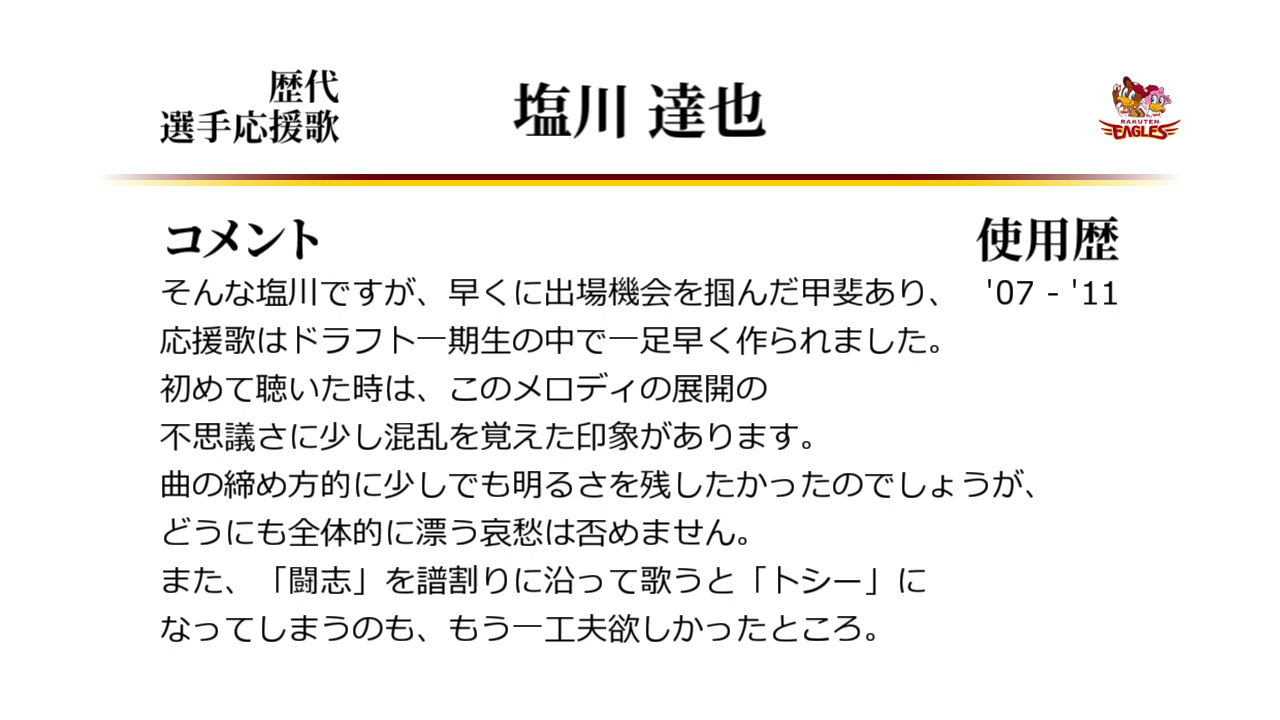 歴代
選手応援歌
塩川 達也
RAKUTEN
EAGLES
コメント
使用歴
そんな塩川ですが、早くに出場機会を掴んだ甲斐あり、
'07 - '11
応援歌はドラフト一期生の中で一足早く作られました。
初めて聴いた時は、このメロディの展開の
不思議さに少し混乱を覚えた印象があります。
曲の締め方的に少しでも明るさを残したかったのでしょうが、
どうにも全体的に漂う哀愁は否めません。
また、「闘志」を譜割りに沿って歌うと「トシー」に
なってしまうのも、もう一工夫欲しかったところ。